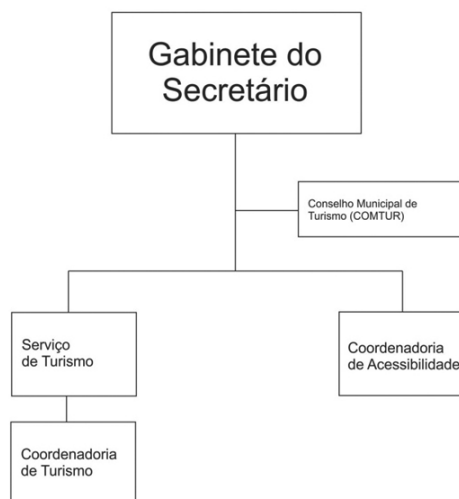 Gabinete do
Secretário
Conselho Municipal de
Turismo (COMTUR)
Serviço
de Turismo
Coordenadoria
de Acessibilidade
Coordenadoria
de Turismo